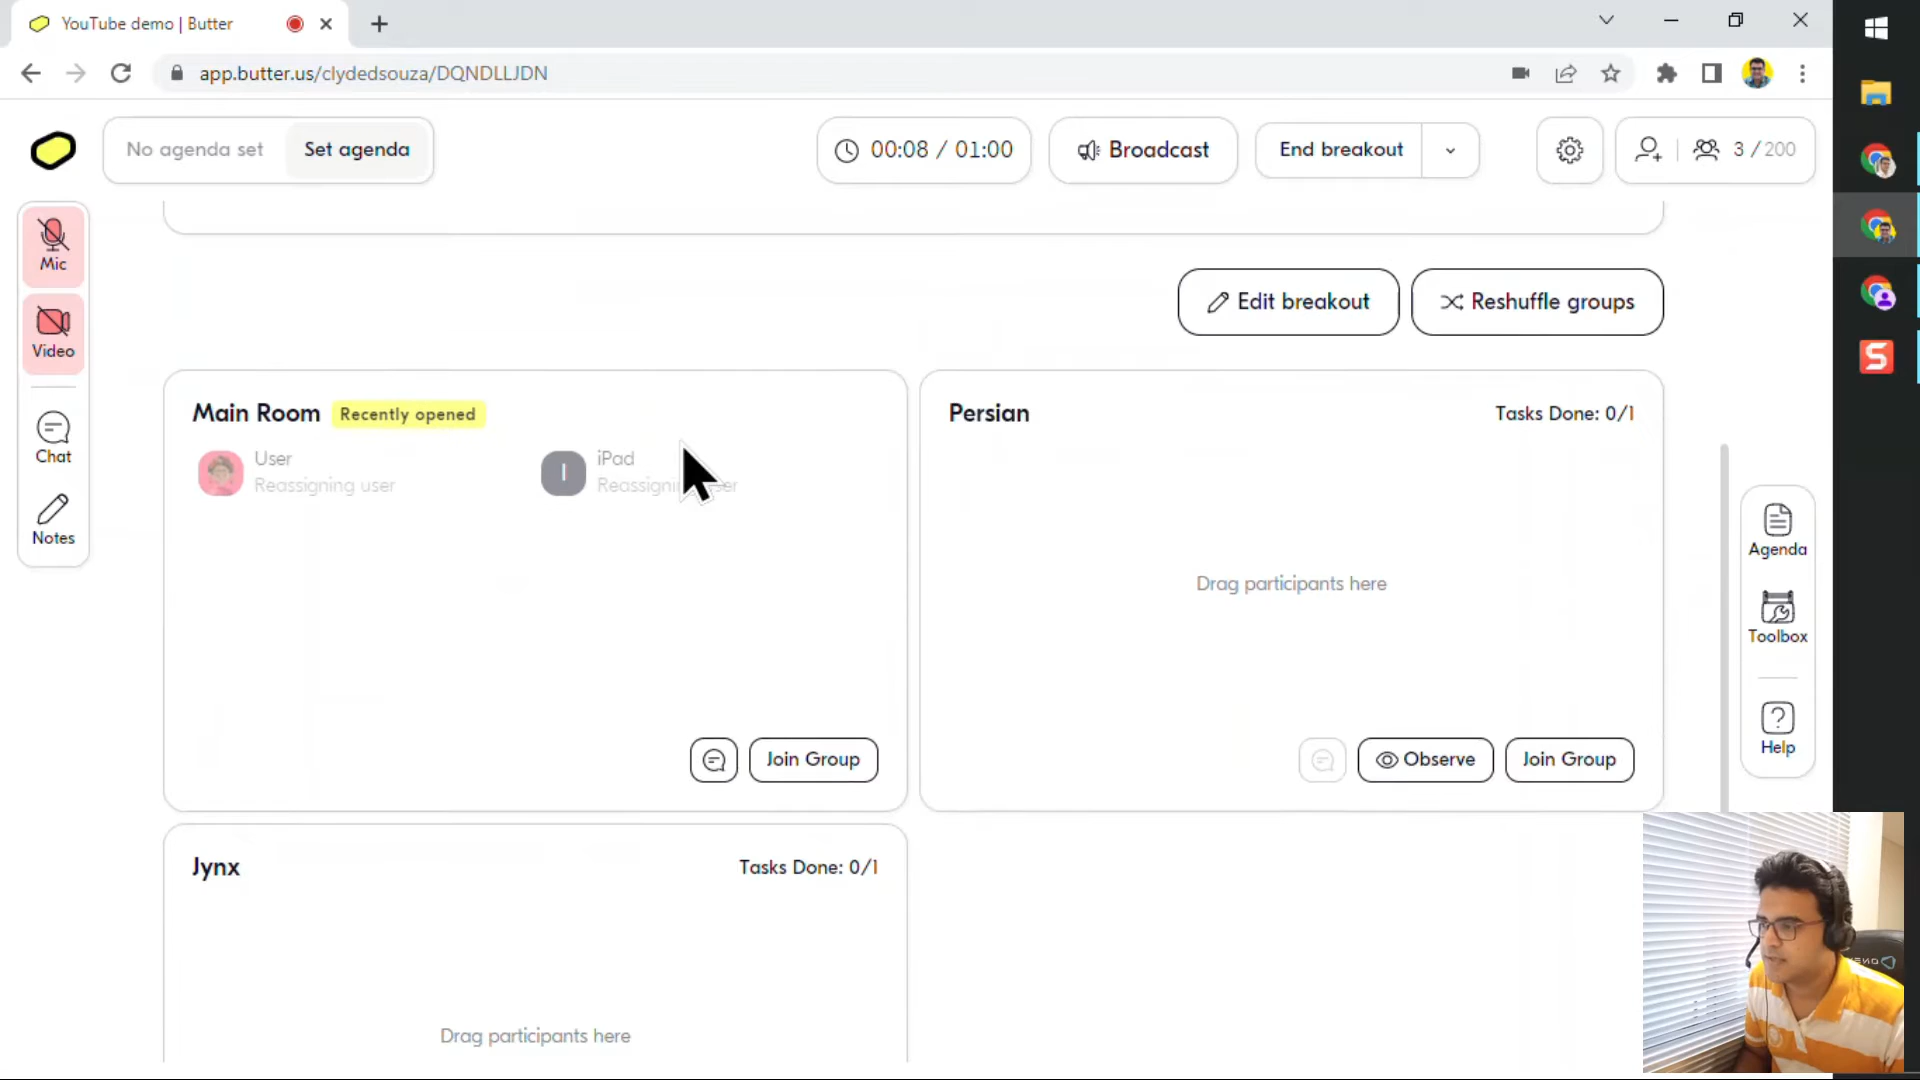 YouTube demo | Butter
app.butter.us/clydedsouza/DQNDLLJDN
No agenda set
Set agenda
00:08 / 01:00
Broadcast
End breakout
3 / 200
Mic
Video
Chat
Notes
Edit breakout
Reshuffle groups
Main Room
Recently opened
User
Reassigning user
I
iPad
Persian
Tasks Done: 0/1
Drag participants here
Join Group
Observe
Join Group
Agenda
Toolbox
Help
Jynx
Tasks Done: 0/1
Drag participants here
S